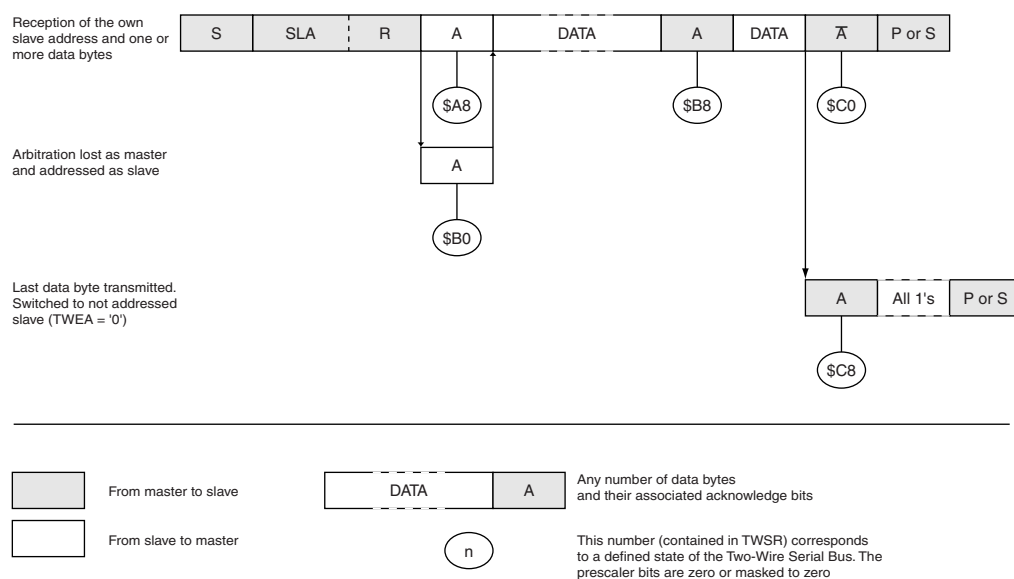 Reception of the own
slave address and one or
more data bytes
S SLA R A DATA A DATA A̅ P or S
$A8 $B8 $C0
Arbitration lost as master
and addressed as slave
A
$B0
Last data byte transmitted.
Switched to not addressed
slave (TWEA = '0')
A All 1's P or S
$C8
From master to slave
DATA A
Any number of data bytes
and their associated acknowledge bits
From slave to master
n
This number (contained in TWSR) corresponds
to a defined state of the Two-Wire Serial Bus. The
prescaler bits are zero or masked to zero